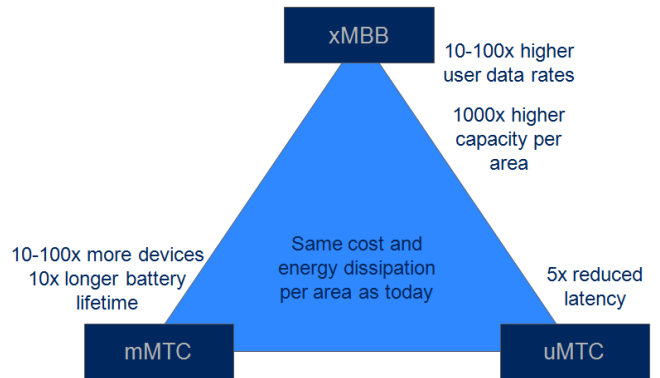 xMBB
10-100x higher
user data rates
1000x higher
capacity per
area
Same cost and
energy dissipation
per area as today
10-100x more devices
10x longer battery
lifetime
5x reduced
latency
mMTC
uMTC